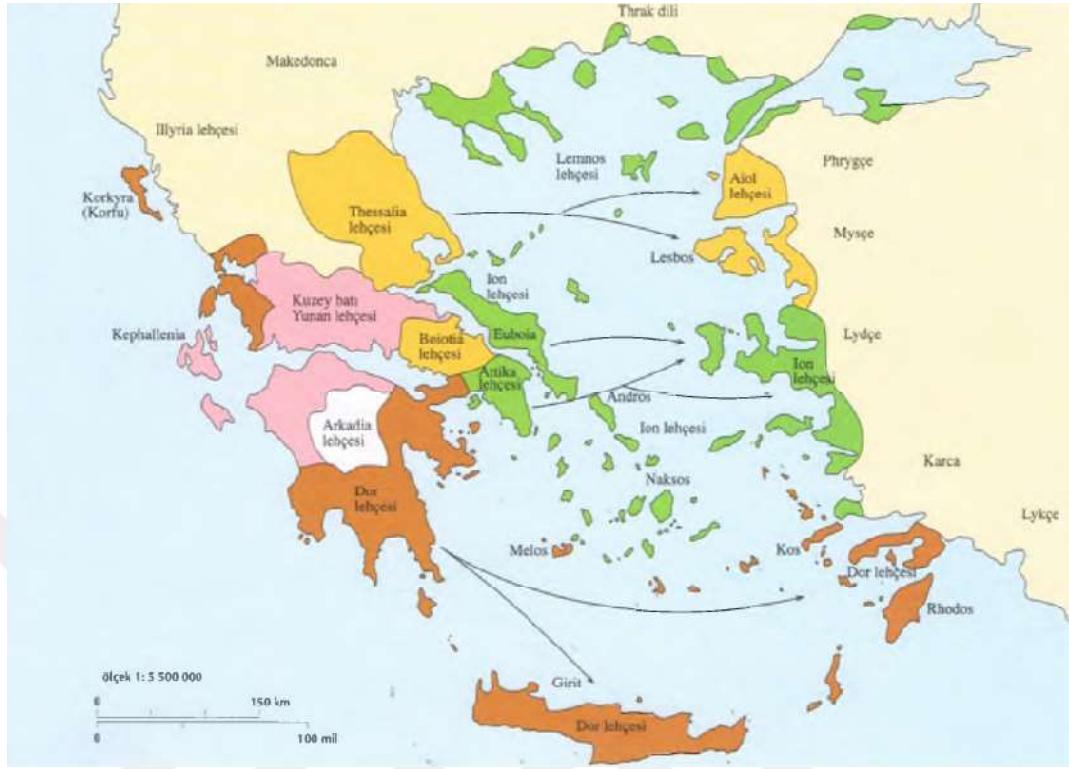 Thrak dili
Makedonca
Illyria lehçesi
Korkyra
(Korfu)
Lemnos
lehçesi
Phrygçe
Aiol
lehçesi
Thessalia
lehçesi
Mysçe
Lesbos
Ion
lehçesi
Kuzey batı
Yunan lehçesi
Kephallenia
Euboia
Lydçe
Boiotia
lehçesi
Ion
lehçesi
Attika
lehçesi
Andros
Arkadia
lehçesi
Ion lehçesi
Karca
Naksos
Dor
lehçesi
Lykçe
Melos
Kos
Dor lehçesi
Rhodos
ölçek 1: 5 500 000
Girit
0
150 km
Dor lehçesi
0
100 mil